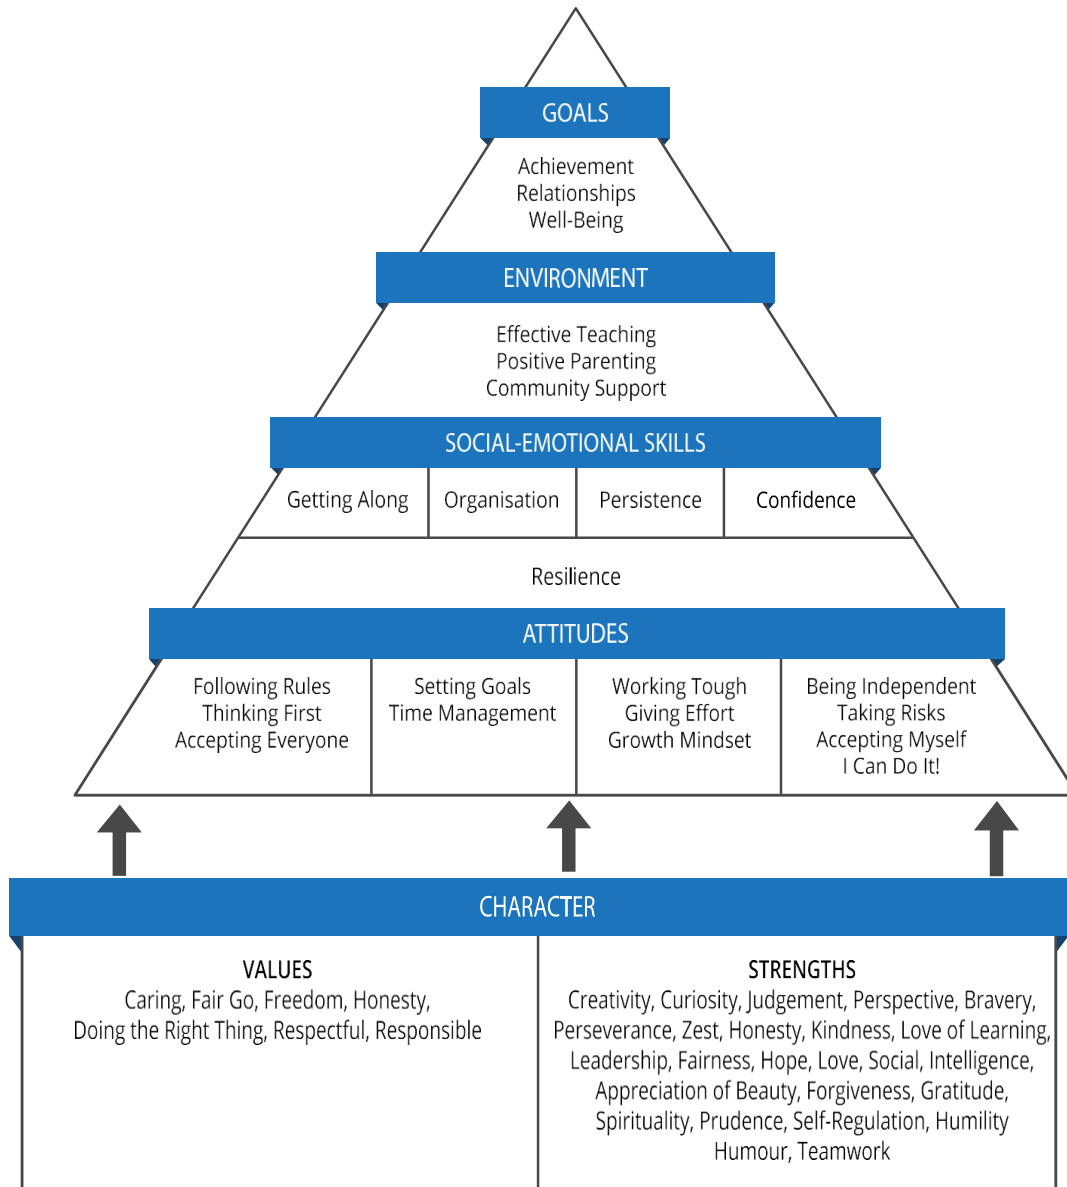 GOALS
Achievement
Relationships
Well-Being
ENVIRONMENT
Effective Teaching
Positive Parenting
Community Support
SOCIAL-EMOTIONAL SKILLS
Getting Along
Organisation
Persistence
Confidence
Resilience
ATTITUDES
Following Rules
Thinking First
Accepting Everyone
Setting Goals
Time Management
Working Tough
Giving Effort
Growth Mindset
Being Independent
Taking Risks
Accepting Myself
I Can Do It!
CHARACTER
VALUES
Caring, Fair Go, Freedom, Honesty,
Doing the Right Thing, Respectful, Responsible
STRENGTHS
Creativity, Curiosity, Judgement, Perspective, Bravery,
Perseverance, Zest, Honesty, Kindness, Love of Learning,
Leadership, Fairness, Hope, Love, Social, Intelligence,
Appreciation of Beauty, Forgiveness, Gratitude,
Spirituality, Prudence, Self-Regulation, Humility
Humour, Teamwork